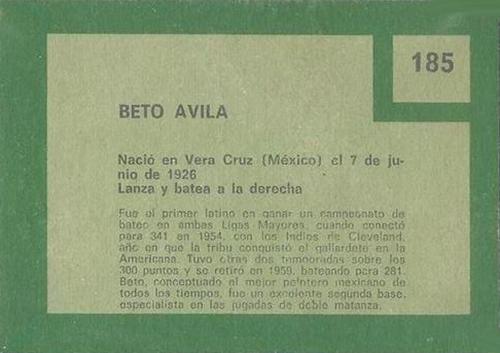 185
BETO AVILA
Nació en Vera Cruz (México) el 7 de ju-
nio de 1926
Lanza y batea a la derecha
Fue el primer latino en ganar un campeonato de
bateo en ambas Ligas Mayores, cuando conectó
para 341 en 1954, con los Indios de Cleveland,
año en que la tribu conquistó el gallardete en la
Americana. Tuvo otras dos temporadas sobre los
300 puntos y se retiró en 1959, bateando para 281.
Beto, conceptuado el mejor pelotero mexicano de
todos los tiempos, fue un excelente segunda base,
especialista en las jugadas de doble matanza.